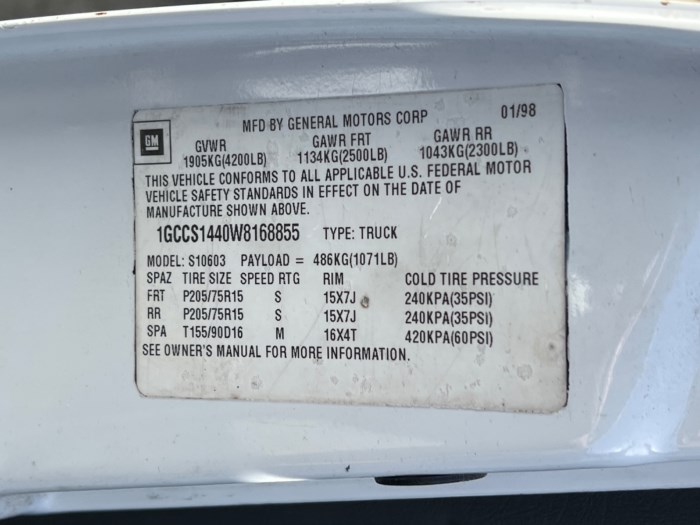 MFD BY GENERAL MOTORS CORP 01/98
GM
GVWR GAWR FRT GAWR RR
1905KG(4200LB) 1134KG(2500LB) 1043KG(2300LB)
THIS VEHICLE CONFORMS TO ALL APPLICABLE U.S. FEDERAL MOTOR
VEHICLE SAFETY STANDARDS IN EFFECT ON THE DATE OF
MANUFACTURE SHOWN ABOVE.
1GCCS1440W8168855 TYPE: TRUCK
MODEL: S10603 PAYLOAD = 486KG(1071LB)
SPAZ TIRE SIZE SPEED RTG RIM COLD TIRE PRESSURE
FRT P205/75R15 S 15X7J 240KPA(35PSI)
RR P205/75R15 S 15X7J 240KPA(35PSI)
SPA T155/90D16 M 16X4T 420KPA(60PSI)
SEE OWNER'S MANUAL FOR MORE INFORMATION.